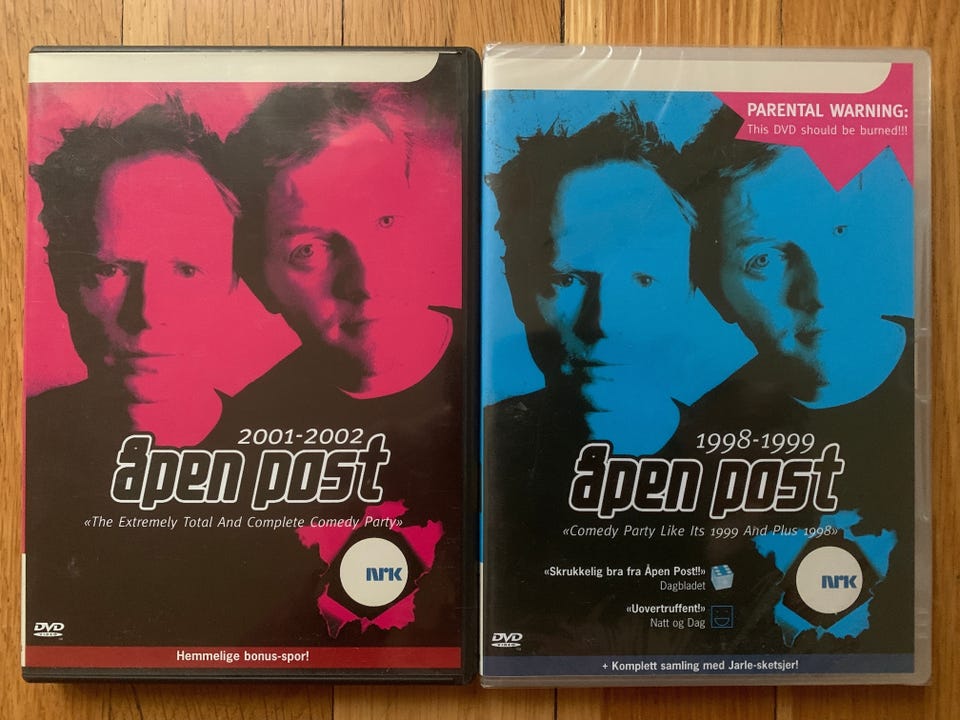 2001-2002
åpen post
«The Extremely Total And Complete Comedy Party»
nrk
DVD
VIDEO
Hemmelige bonus-spor!
PARENTAL WARNING:
This DVD should be burned!!!
1998-1999
åpen post
«Comedy Party Like Its 1999 And Plus 1998»
«Skrukkelig bra fra Åpen Post!!»
Dagbladet
«Uovertruffent!»
Natt og Dag
nrk
DVD
VIDEO
+ Komplett samling med Jarle-sketsjer!